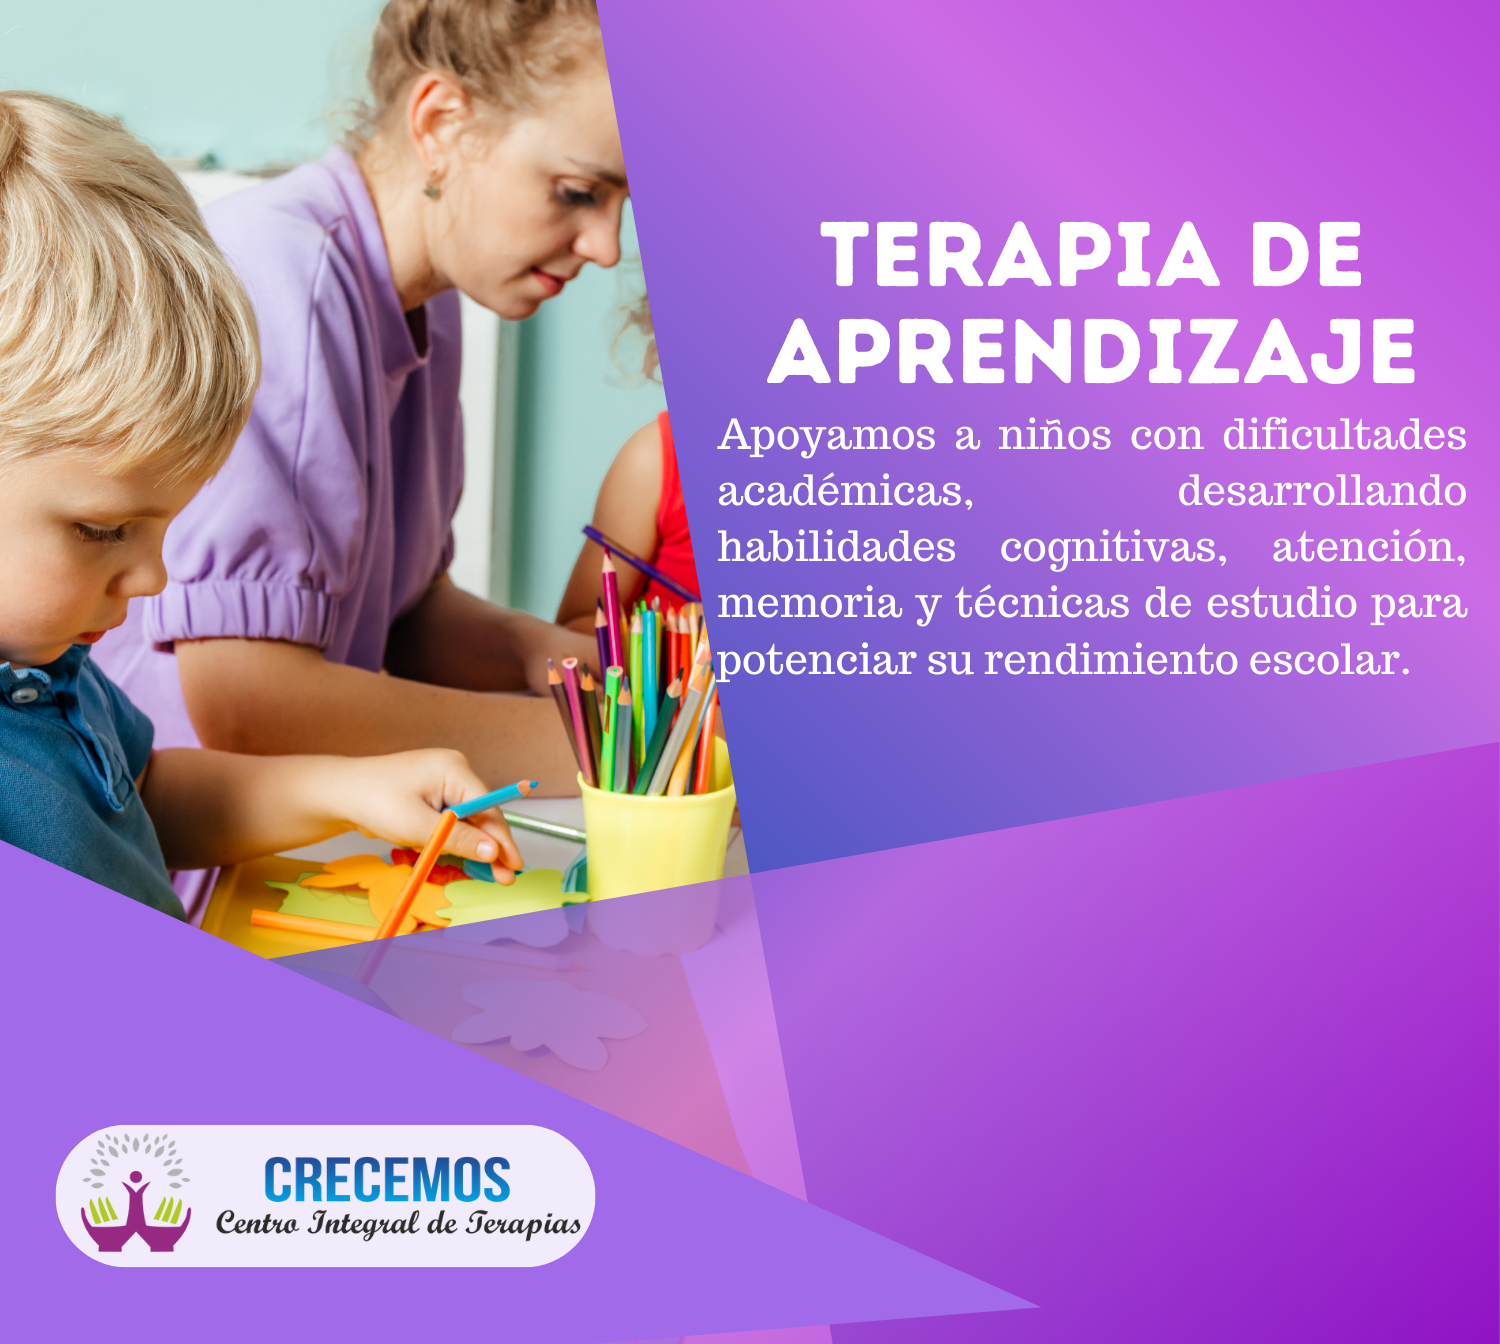 TERAPIA DE
APRENDIZAJE
Apoyamos a niños con dificultades
académicas, desarrollando
habilidades cognitivas, atención,
memoria y técnicas de estudio para
potenciar su rendimiento escolar.
CRECEMOS
Centro Integral de Terapias